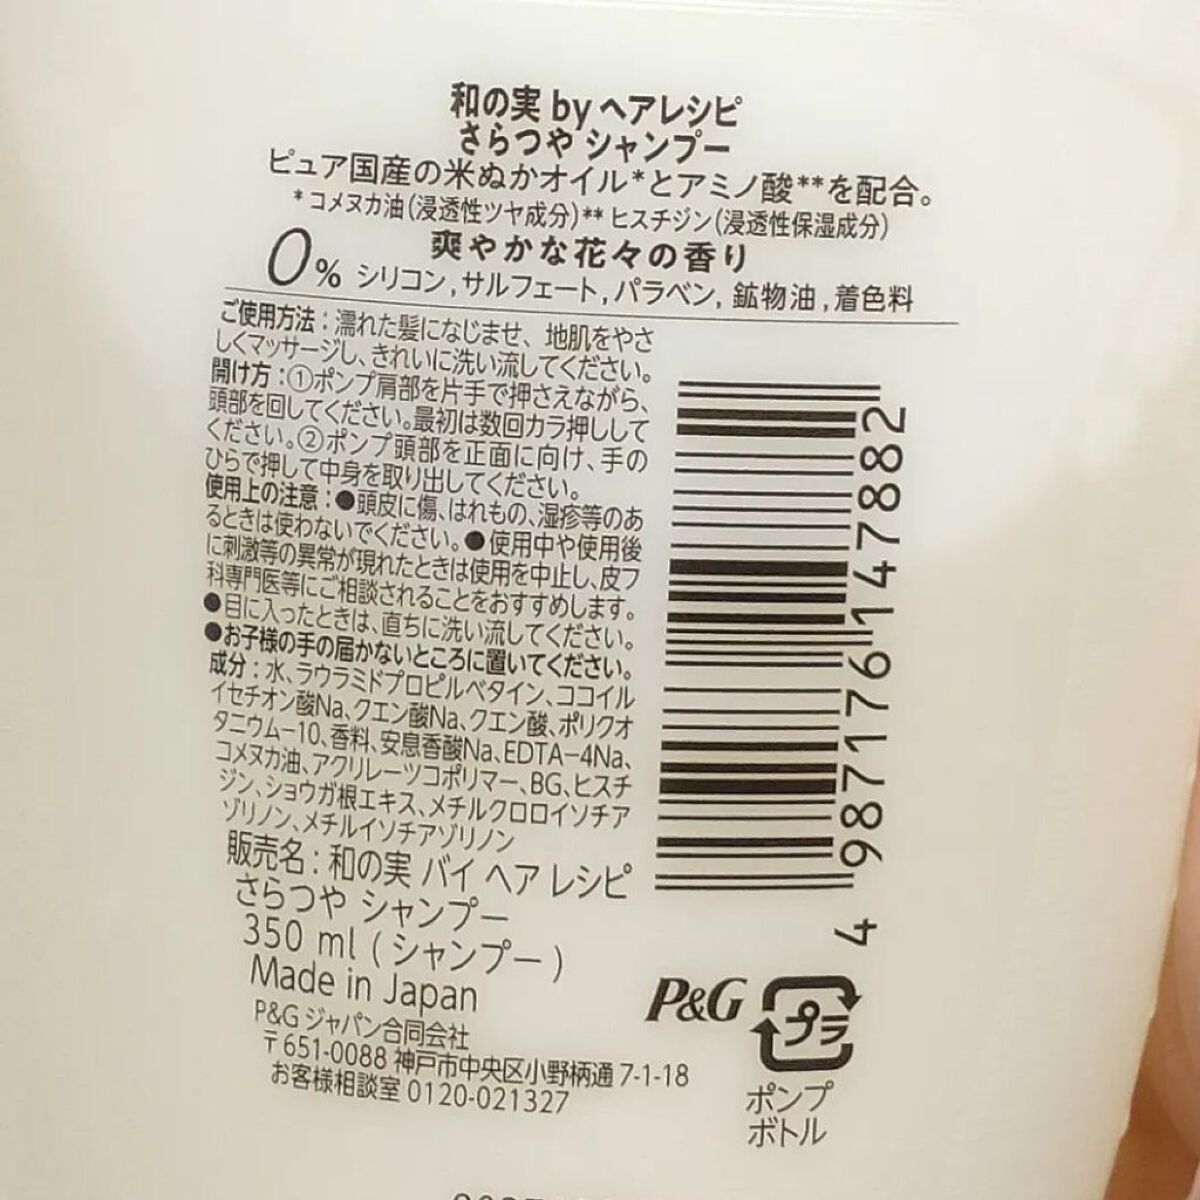 和の実 by ヘアレシピ
さらつや シャンプー
ピュア国産の米ぬかオイル*とアミノ酸**を配合。
*コメヌカ油(浸透性ツヤ成分)**ヒスチジン(浸透性保湿成分)
爽やかな花々の香り
0% シリコン,サルフェート,パラベン,鉱物油,着色料
ご使用方法:濡れた髪になじませ、地肌をやさ
しくマッサージし、きれいに洗い流してください。
開け方:①ポンプ肩部を片手で押さえながら、
頭部を回してください。最初は数回カラ押しして
ください。②ポンプ頭部を正面に向け、手の
ひらで押して中身を取り出してください。
使用上の注意:●頭皮に傷、はれもの、湿疹等のあ
るときは使わないでください。●使用中や使用後
に刺激等の異常が現れたときは使用を中止し、皮フ
科専門医等にご相談されることをおすすめします。
●目に入ったときは、直ちに洗い流してください。
●お子様の手の届かないところに置いてください。
成分:水、ラウラミドプロピルベタイン、ココイル
イセチオン酸Na、クエン酸Na、クエン酸、ポリクオ
タニウム-10、香料、安息香酸Na、EDTA-4Na、
コメヌカ油、アクリレーツコポリマー、BG、ヒスチ
ジン、ショウガ根エキス、メチルクロロイソチア
ゾリノン、メチルイソチアゾリノン
販売名:和の実 バイ ヘア レシピ
さらつや シャンプー
350 ml (シャンプー)
Made in Japan
P&G ジャパン合同会社
〒651-0088 神戸市中央区小野柄通 7-1-18
お客様相談室 0120-021327
4 987176 147882
P&G
プラ
ポンプ
ボトル